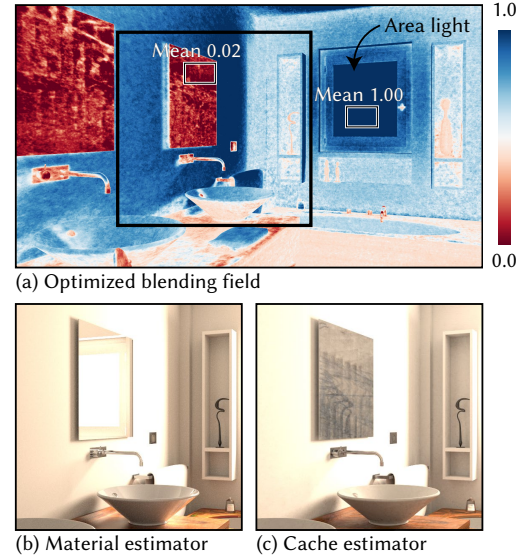 1.0
Area light
Mean 0.02
Mean 1.00
0.0
(a) Optimized blending field
(b) Material estimator
(c) Cache estimator